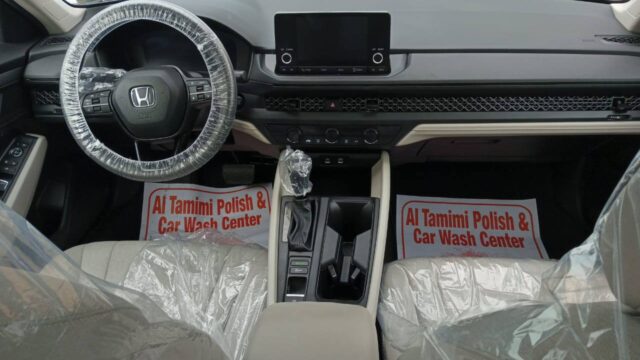 Al Tamimi Polish &
Car Wash Center
Al Tamimi Polish &
Car Wash Center